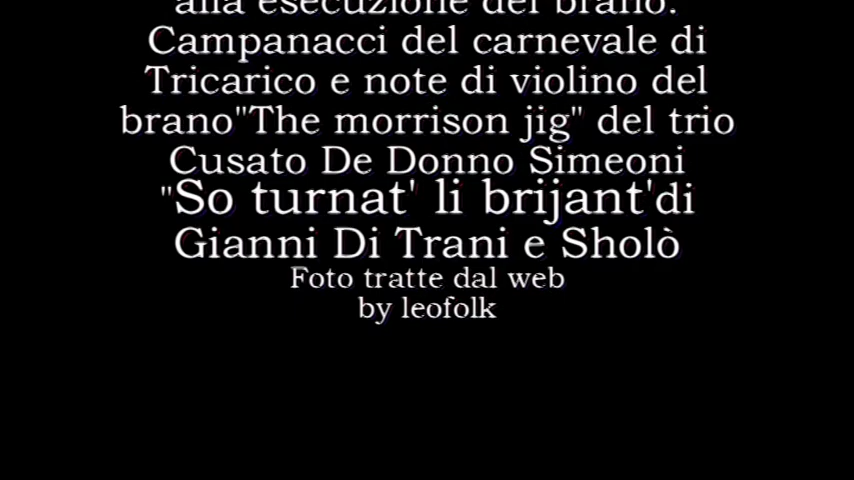 alla esecuzione del brano.
Campanacci del carnevale di
Tricarico e note di violino del
brano"The morrison jig" del trio
Cusato De Donno Simeoni
"So turnat' li brijant'di
Gianni Di Trani e Sholò
Foto tratte dal web
by leofolk